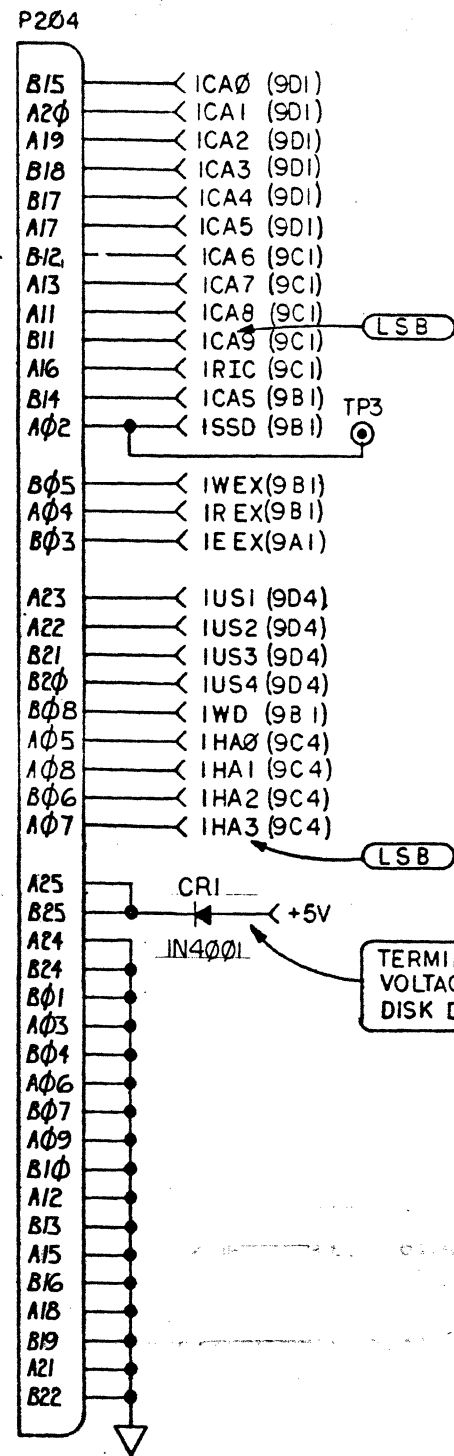 P204
B15 ICAØ (9D1)
A2Ø ICA1 (9D1)
A19 ICA2 (9D1)
B18 ICA3 (9D1)
B17 ICA4 (9D1)
A17 ICA5 (9D1)
B12 ICA6 (9C1)
A13 ICA7 (9C1)
A11 ICA8 (9C1)
LSB
B11 ICA9 (9C1)
A16 IRIC (9C1)
B14 ICAS (9B1)
TP3
AØ2 ISSD (9B1)
BØ5 IWEX(9B1)
AØ4 IREX(9B1)
BØ3 IEEX(9A1)
A23 IUS1 (9D4)
A22 IUS2 (9D4)
B21 IUS3 (9D4)
B2Ø IUS4 (9D4)
BØ8 IWD (9B1)
AØ5 IHAØ (9C4)
AØ8 IHA1 (9C4)
BØ6 IHA2 (9C4)
AØ7 IHA3 (9C4)
LSB
A25 CR1
B25 +5V
A24 IN4001
B24
BØ1
AØ3
BØ4
AØ6
BØ7
AØ9
B1Ø
A12
B13
A15
B16
A18
B19
A21
B22
TERMI
VOLTAG
DISK D